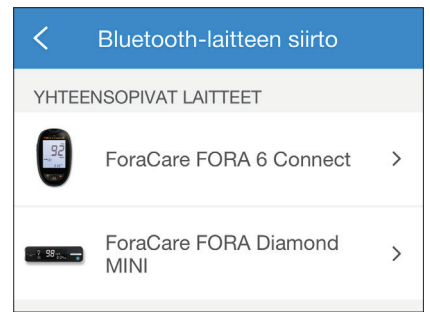 Bluetooth-laitteen siirto
YHTEENSOPIVAT LAITTEET
92
ForaCare FORA 6 Connect
98
ForaCare FORA Diamond
MINI